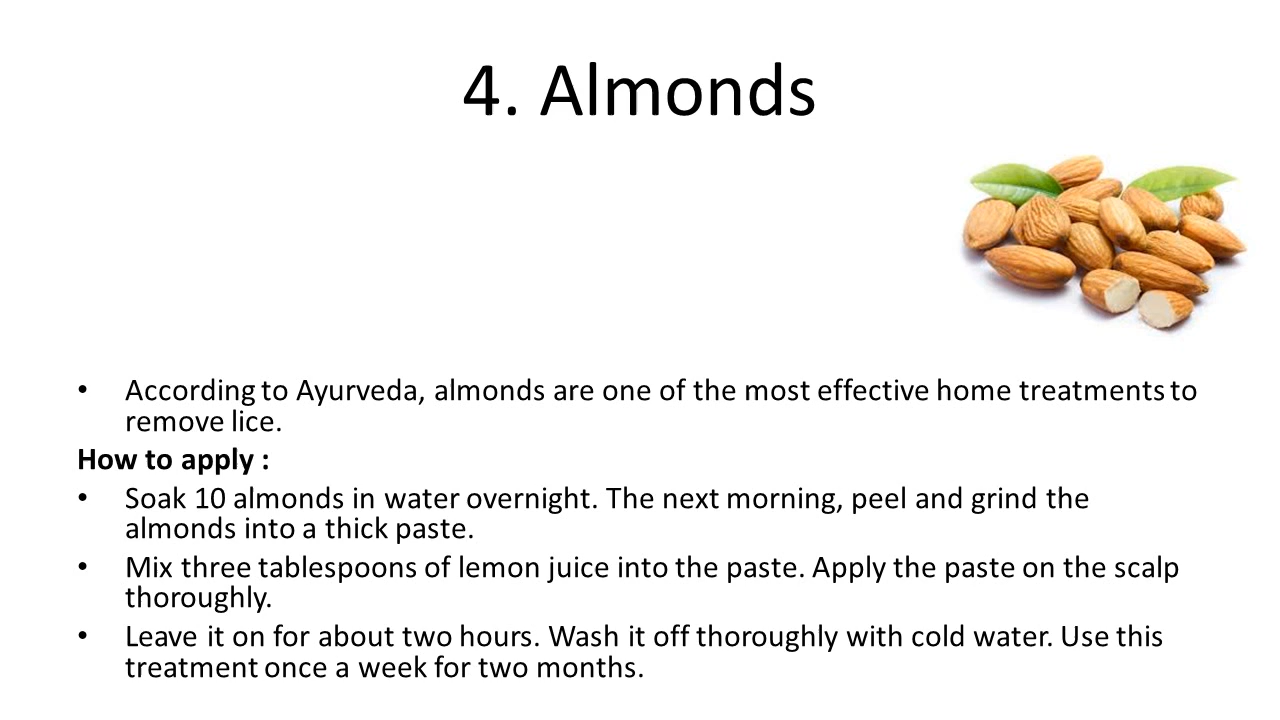 4. Almonds
• According to Ayurveda, almonds are one of the most effective home treatments to
remove lice.
How to apply :
• Soak 10 almonds in water overnight. The next morning, peel and grind the
almonds into a thick paste.
• Mix three tablespoons of lemon juice into the paste. Apply the paste on the scalp
thoroughly.
• Leave it on for about two hours. Wash it off thoroughly with cold water. Use this
treatment once a week for two months.